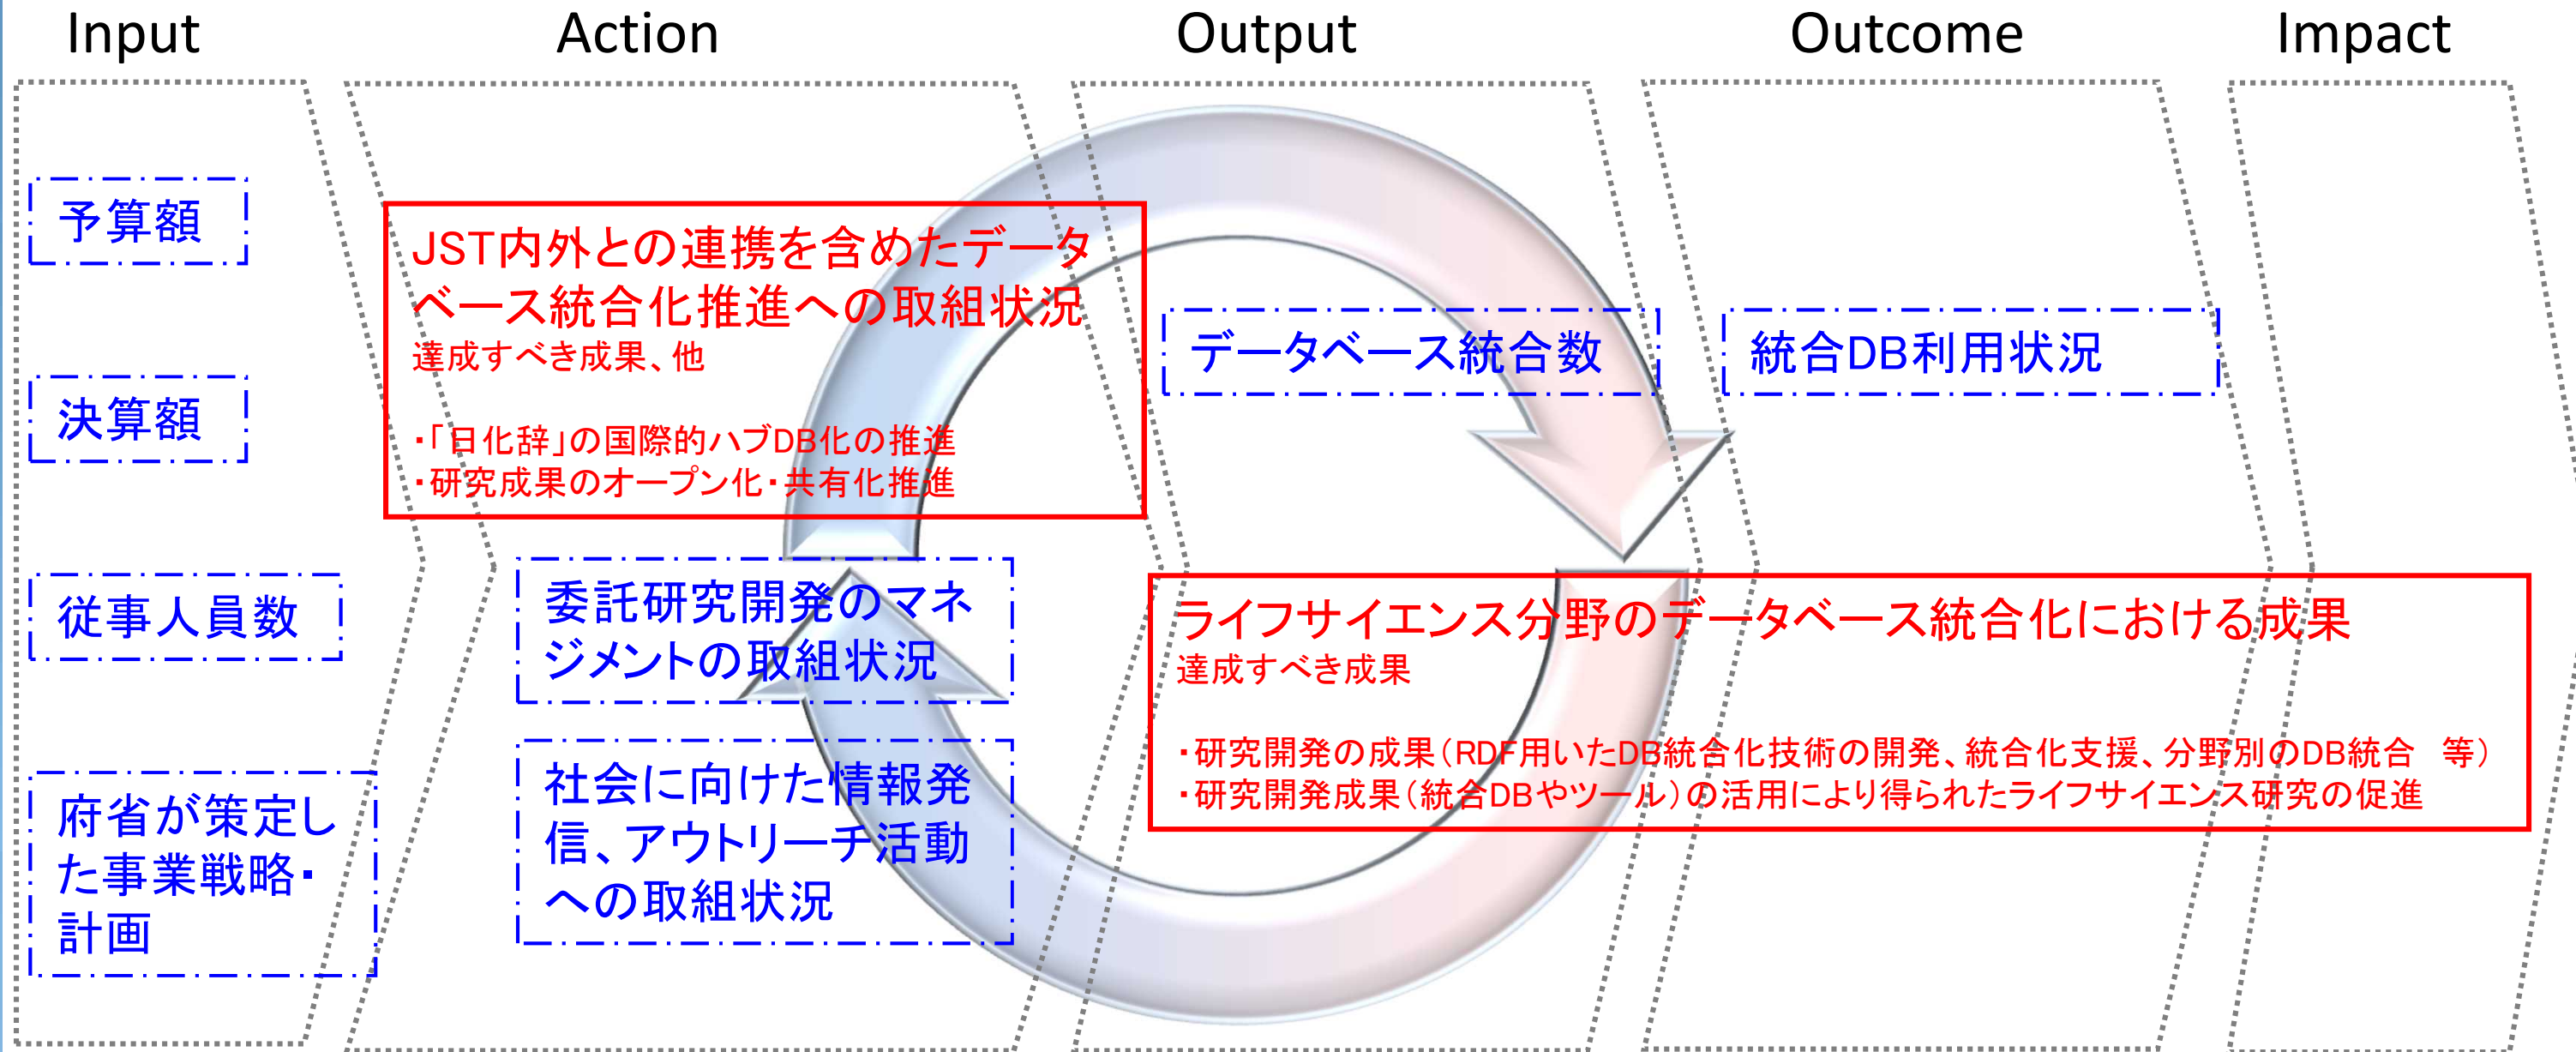 Input
Action
Output
Outcome
Impact
予算額
決算額
従事人員数
府省が策定し
た事業戦略・
計画
JST内外との連携を含めたデータ
ベース統合化推進への取組状況
達成すべき成果、他
・「日化辞」の国際的ハブDB化の推進
・研究成果のオープン化・共有化推進
委託研究開発のマネ
ジメントの取組状況
社会に向けた情報発
信、アウトリーチ活動
への取組状況
データベース統合数
統合DB利用状況
ライフサイエンス分野のデータベース統合化における成果
達成すべき成果
・研究開発の成果（RDF用いたDB統合化技術の開発、統合化支援、分野別のDB統合　等）
・研究開発成果（統合DBやツール）の活用により得られたライフサイエンス研究の促進